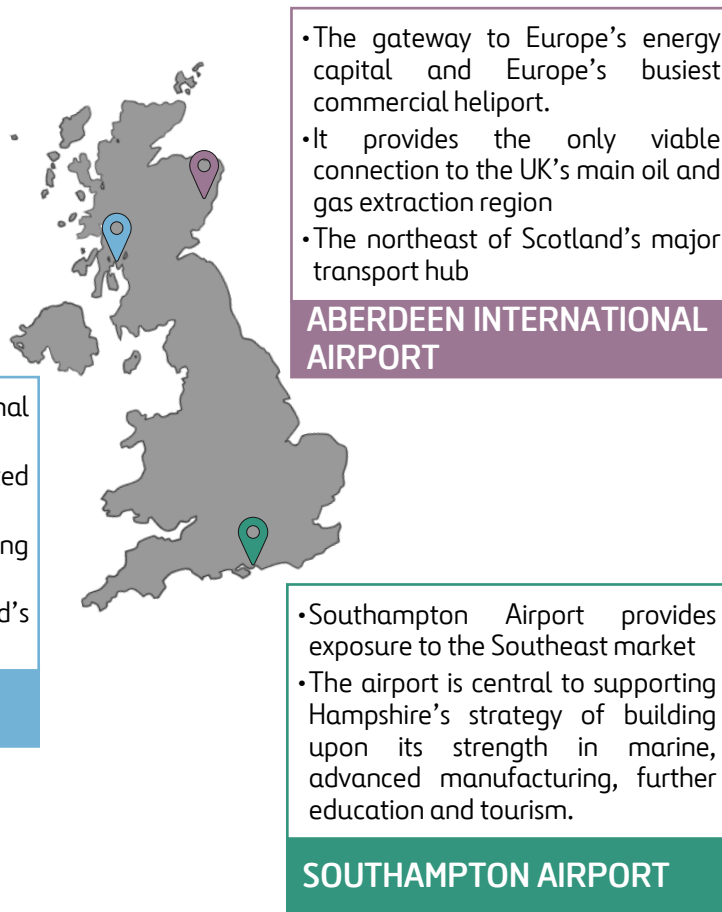 •The gateway to Europe’s energy
capital and Europe’s busiest
commercial heliport.
•It provides the only viable
connection to the UK’s main oil and
gas extraction region
•The northeast of Scotland’s major
transport hub
ABERDEEN INTERNATIONAL
AIRPORT
•Southampton Airport provides
exposure to the Southeast market
•The airport is central to supporting
Hampshire’s strategy of building
upon its strength in marine,
advanced manufacturing, further
education and tourism.
SOUTHAMPTON AIRPORT